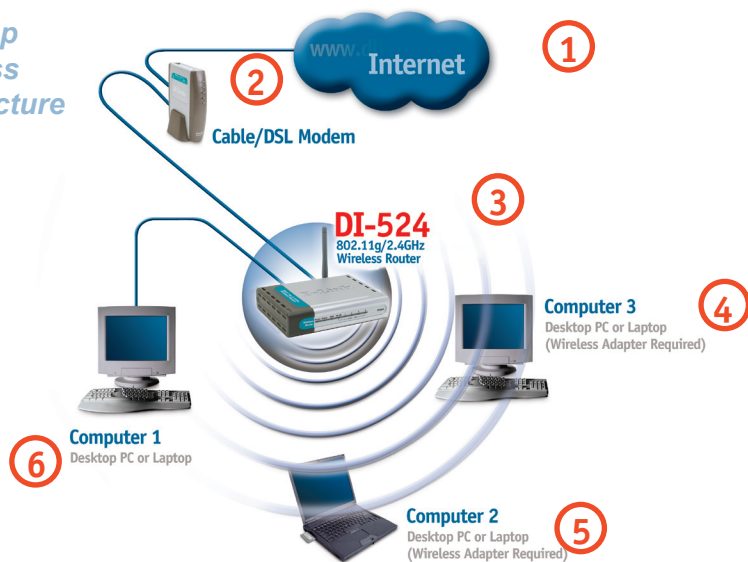 www.
Internet
1
2
Cable/DSL Modem
3
DI-524
802.11g/2.4GHz
Wireless Router
D-Link
Computer 3
Desktop PC or Laptop
(Wireless Adapter Required)
4
Computer 1
Desktop PC or Laptop
6
Computer 2
Desktop PC or Laptop
(Wireless Adapter Required)
5